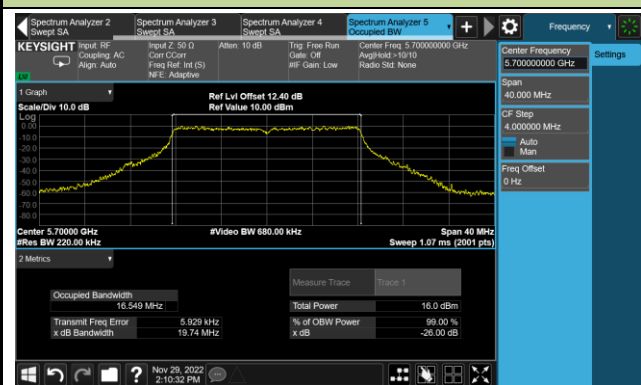 Spectrum Analyzer 2
Swept SA
Spectrum Analyzer 3
Swept SA
Spectrum Analyzer 4
Swept SA
Spectrum Analyzer 5
Occupied BW
Frequency
KEYSIGHT
Input: RF
Coupling: AC
Align: Auto
Input Z: 50 Ω
Corr CCorr
Freq Ref: Int (S)
NFE: Adaptive
Atten: 10 dB
Trig: Free Run
Gate: Off
#IF Gain: Low
Center Freq: 5.700000000 GHz
Avg|Hold:>10/10
Radio Std: None
Center Frequency
5.700000000 GHz
Settings
Span
40.000 MHz
CF Step
4.000000 MHz
Auto
Man
Freq Offset
0 Hz
1 Graph
Scale/Div 10.0 dB
Ref Lvl Offset 12.40 dB
Ref Value 10.00 dBm
Log
0.00
-10.0
-20.0
-30.0
-40.0
-50.0
-60.0
-70.0
-80.0
Center 5.70000 GHz
#Res BW 220.00 kHz
#Video BW 680.00 kHz
Span 40 MHz
Sweep 1.07 ms (2001 pts)
2 Metrics
Measure Trace
Trace 1
Occupied Bandwidth
16.549 MHz
Total Power
16.0 dBm
Transmit Freq Error
5.929 kHz
% of OBW Power
99.00 %
x dB Bandwidth
19.74 MHz
x dB
-26.00 dB
Nov 29, 2022
2:10:32 PM